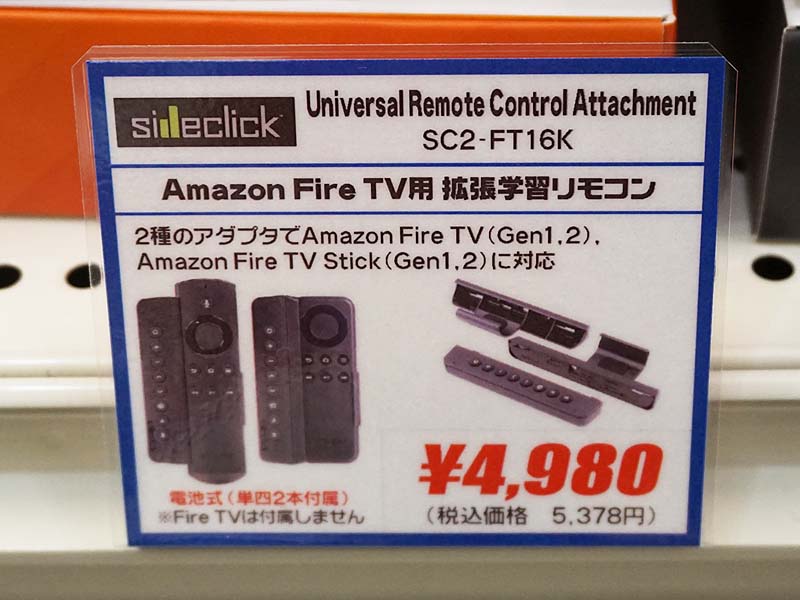 sideclick
Universal Remote Control Attachment
SC2-FT16K
Amazon Fire TV用 拡張学習リモコン
2種のアダプタでAmazon Fire TV(Gen1,2),
Amazon Fire TV Stick(Gen1,2)に対応
電池式(単四2本付属)
※Fire TVは付属しません
¥4,980
(税込価格 5,378円)